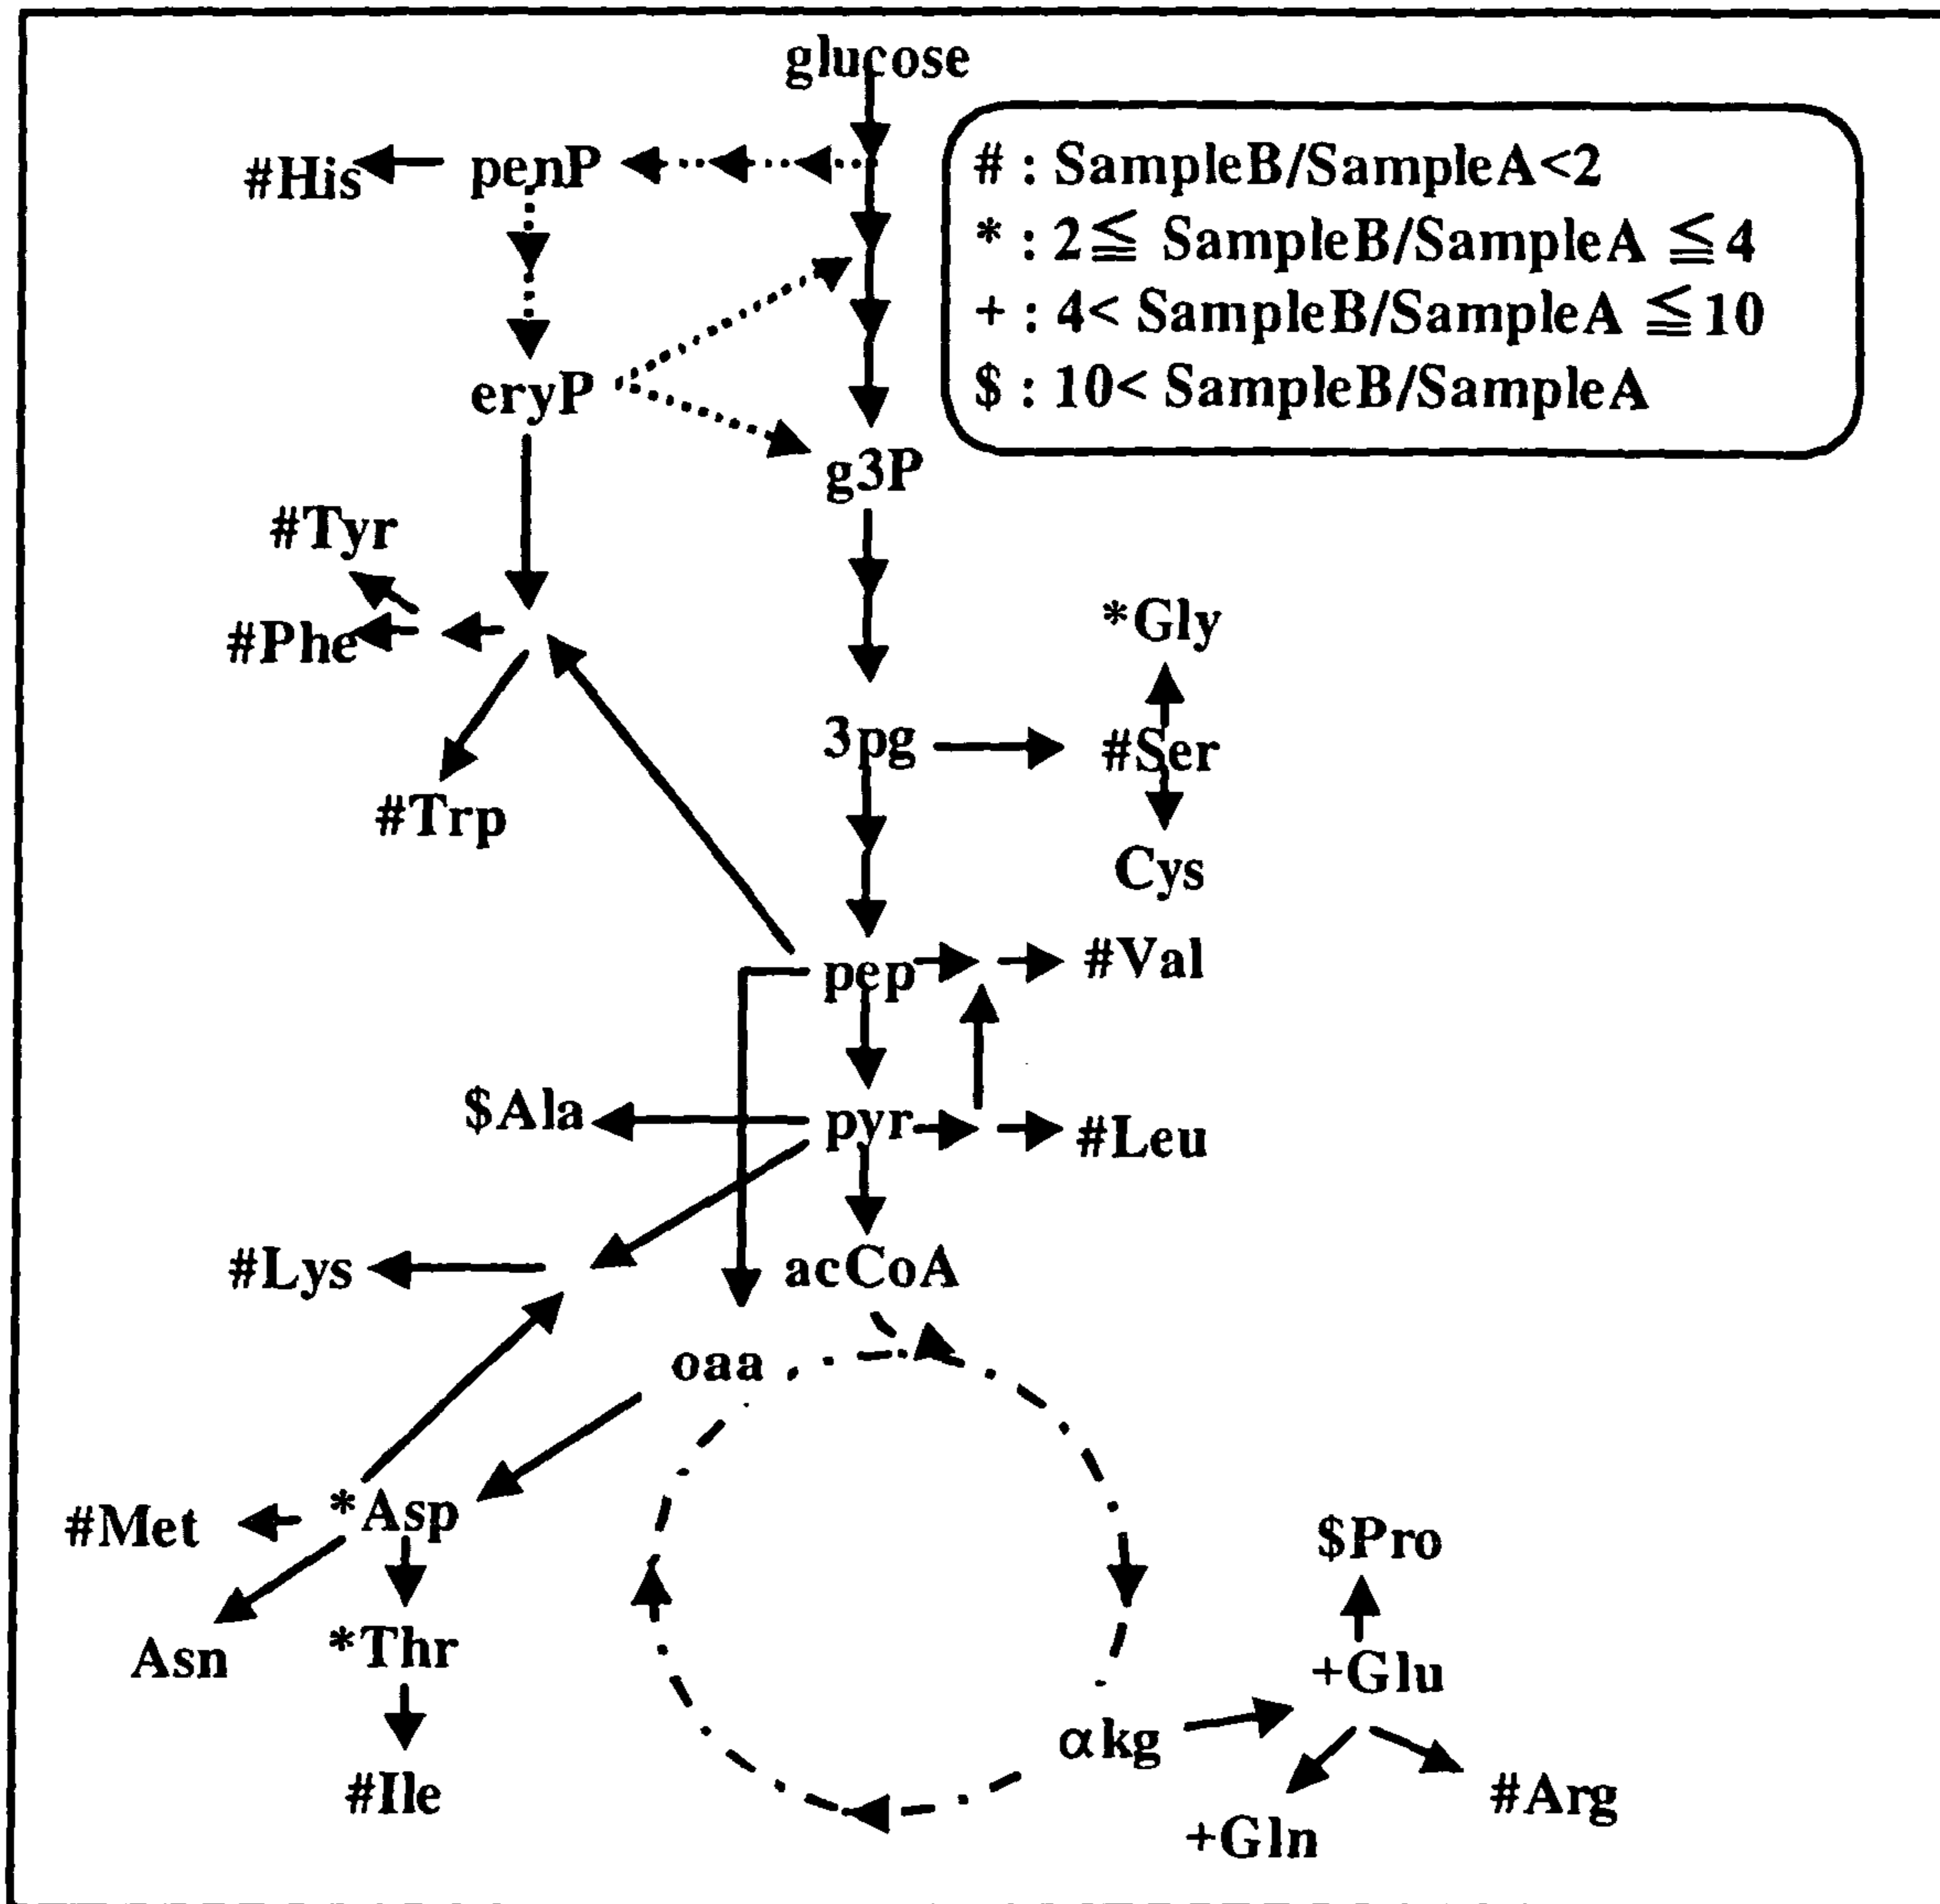 glucose
#His
penP
# : SampleB/SampleA<2
* : 2≦ SampleB/SampleA ≦4
+ : 4< SampleB/SampleA ≦10
$ : 10< SampleB/SampleA
eryP
g3P
#Tyr
#Phe
*Gly
3pg
#Ser
#Trp
Cys
pep
#Val
$Ala
pyr
#Leu
#Lys
acCoA
oaa
#Met
*Asp
$Pro
Asn
*Thr
+Glu
αkg
#Ile
#Arg
+Gln